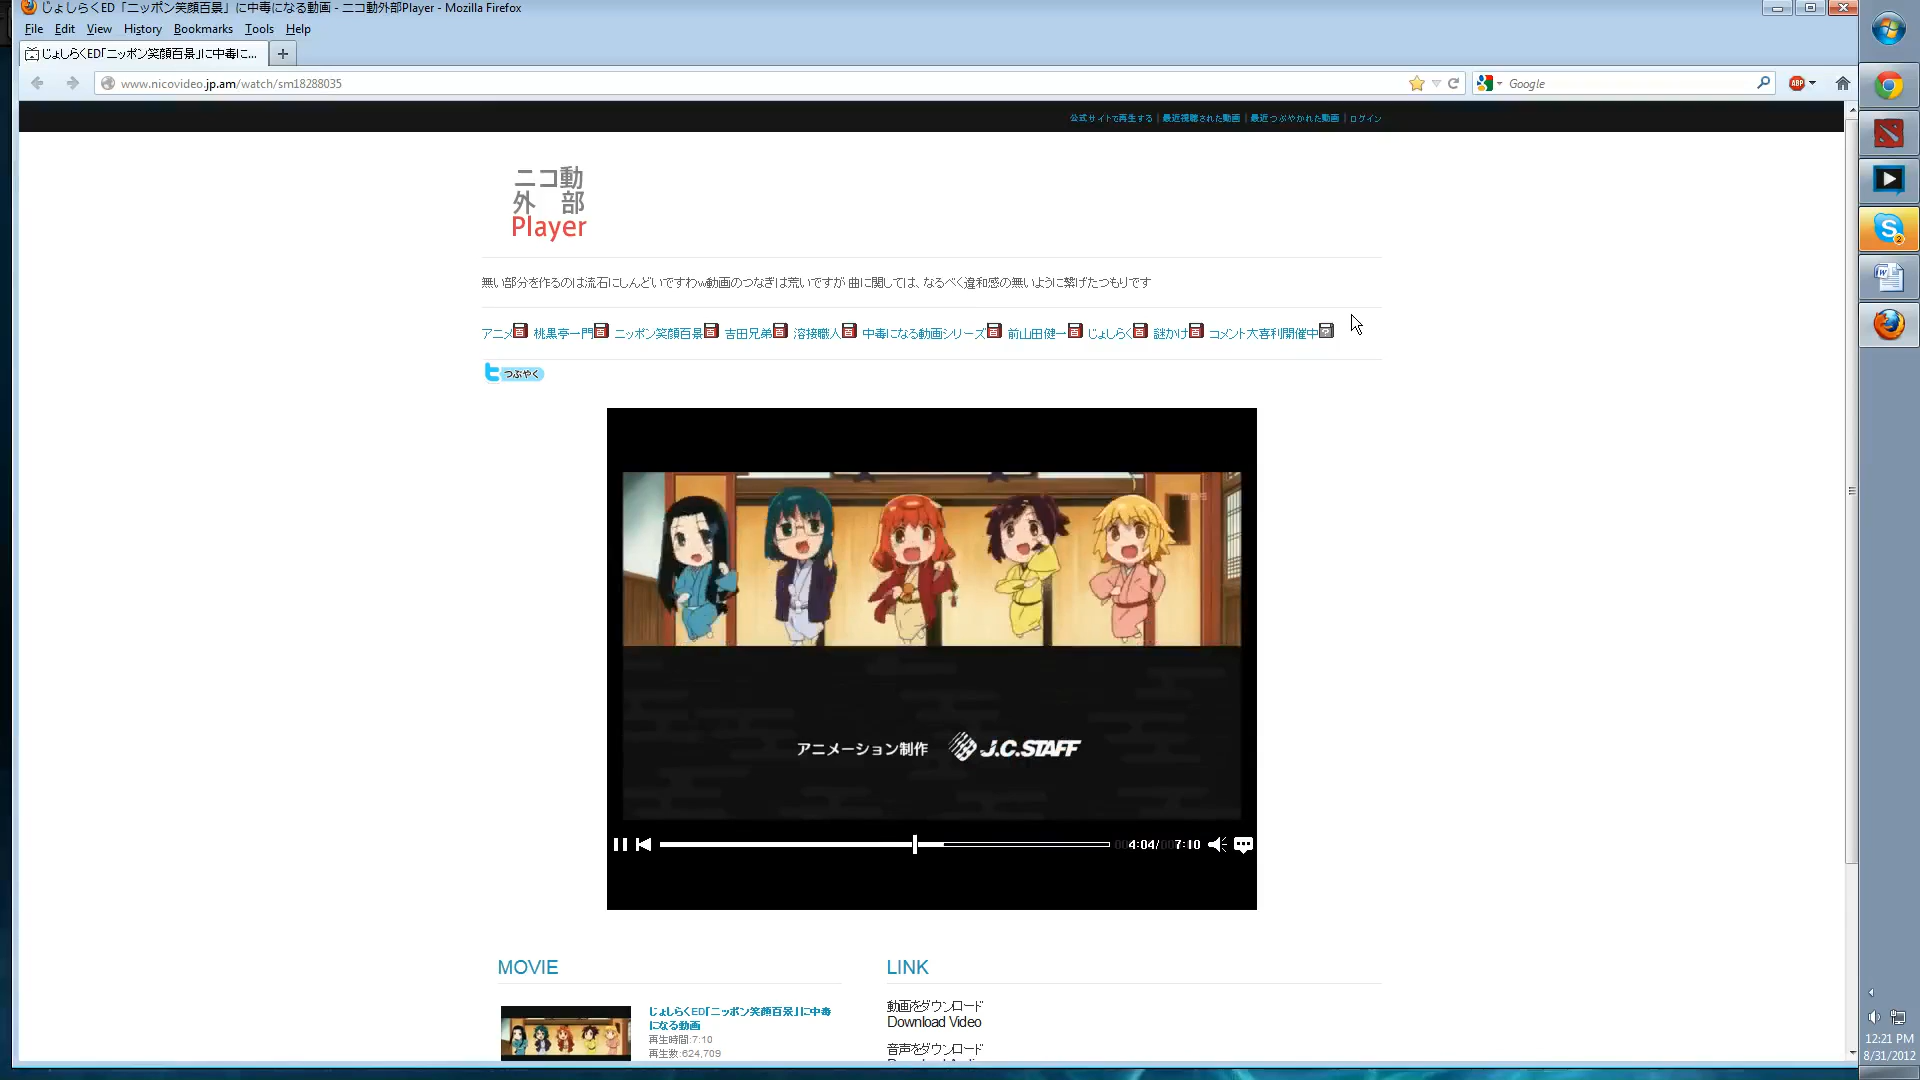 じょしらくED「ニッポン笑顔百景」に中毒になる動画 - ニコ動外部Player - Mozilla Firefox
File Edit View History Bookmarks Tools Help
じょしらくED「ニッポン笑顔百景」に中毒に...
www.nicovideo.jp.am/watch/sm18288035
Google
ABP
公式サイトで再生する | 最近視聴された動画 | 最近つぶやかれた動画 | ログイン
ニコ動
外 部
Player
無い部分を作るのは流石にしんどいですわw動画のつなぎは荒いですが 曲に関しては、なるべく違和感の無いように繋げたつもりです
アニメ百 桃黒亭一門百 ニッポン笑顔百景百 吉田兄弟百 溶接職人百 中毒になる動画シリーズ百 前山田健一百 じょしらく百 謎かけ百 コメント大喜利開催中
つぶやく
アニメーション制作 J.C.STAFF
004:04/007:10
MOVIE
じょしらくED「ニッポン笑顔百景」に中毒
になる動画
再生時間:7:10
再生数:624,709
LINK
動画をダウンロード
Download Video
音声をダウンロード
S
2
W
12:21 PM
8/31/2012